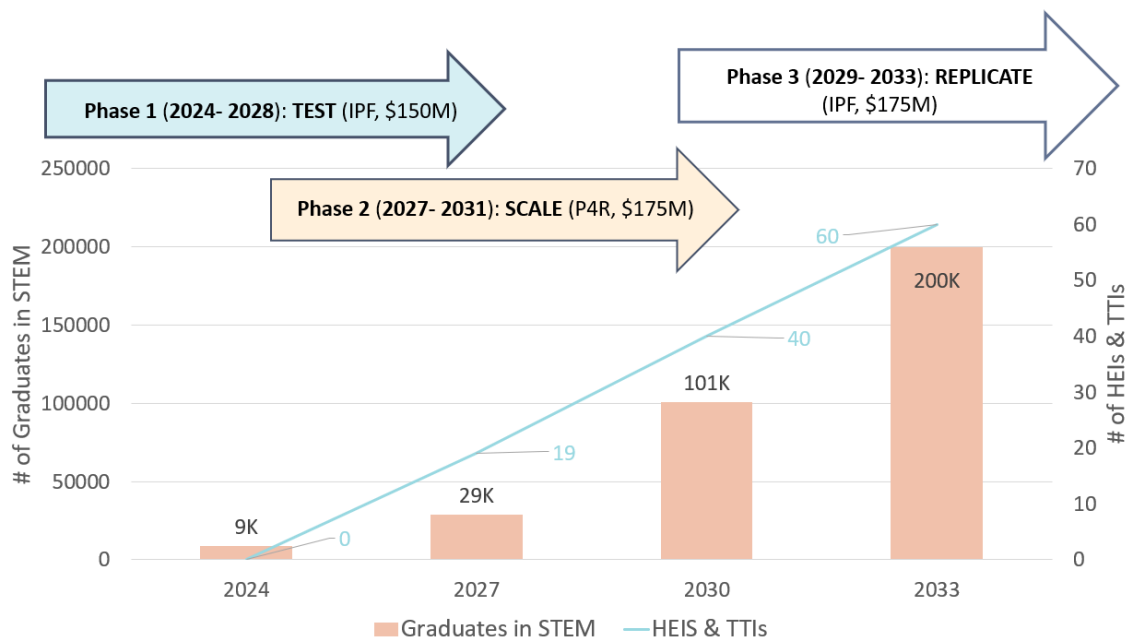 Phase 1 (2024- 2028): TEST (IPF, $150M)
Phase 3 (2029- 2033): REPLICATE
(IPF, $175M)
Phase 2 (2027- 2031): SCALE (P4R, $175M)
250000
200000
150000
100000
50000
0
# of Graduates in STEM
70
60
50
40
30
20
10
0
# of HEIs & TTIs
9K
29K
101K
200K
0
19
40
60
2024
2027
2030
2033
Graduates in STEM
HEIS & TTIs